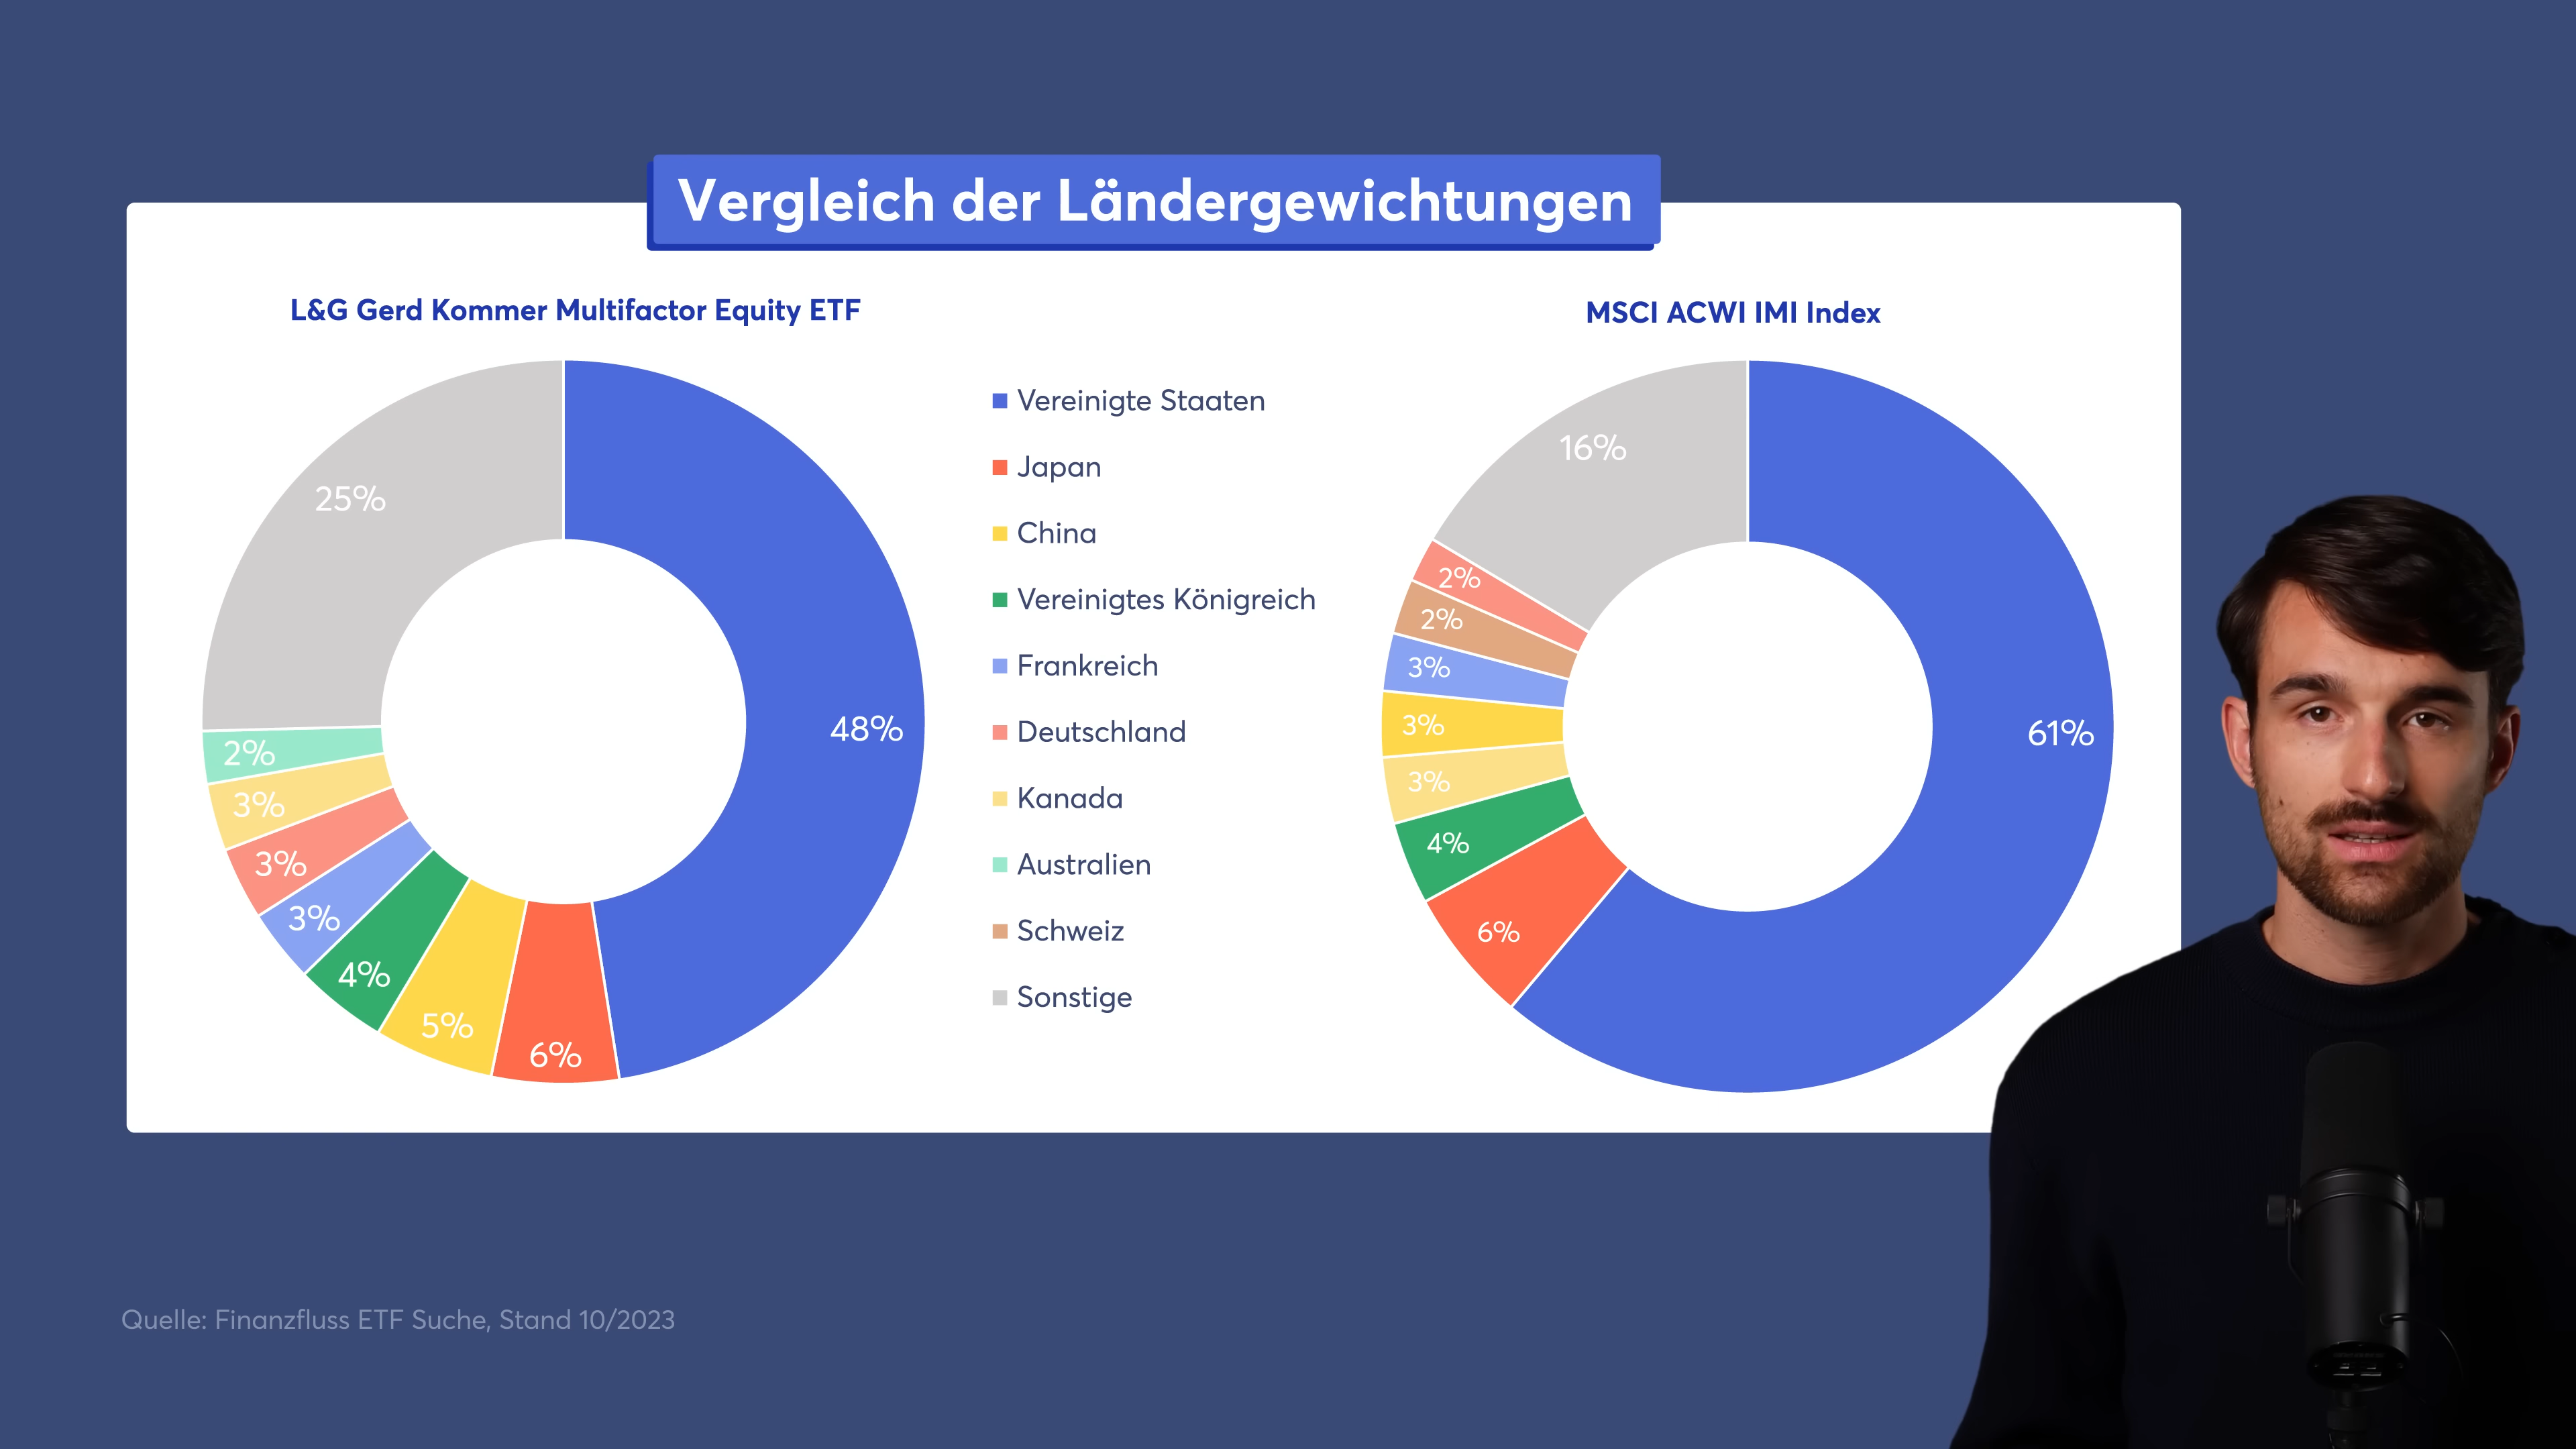 Vergleich der Ländergewichtungen
L&G Gerd Kommer Multifactor Equity ETF
48%
6%
5%
4%
3%
3%
3%
2%
25%
Vereinigte Staaten
Japan
China
Vereinigtes Königreich
Frankreich
Deutschland
Kanada
Australien
Schweiz
Sonstige
MSCI ACWI IMI Index
61%
6%
4%
3%
3%
3%
2%
2%
16%
Quelle: Finanzfluss ETF Suche, Stand 10/2023